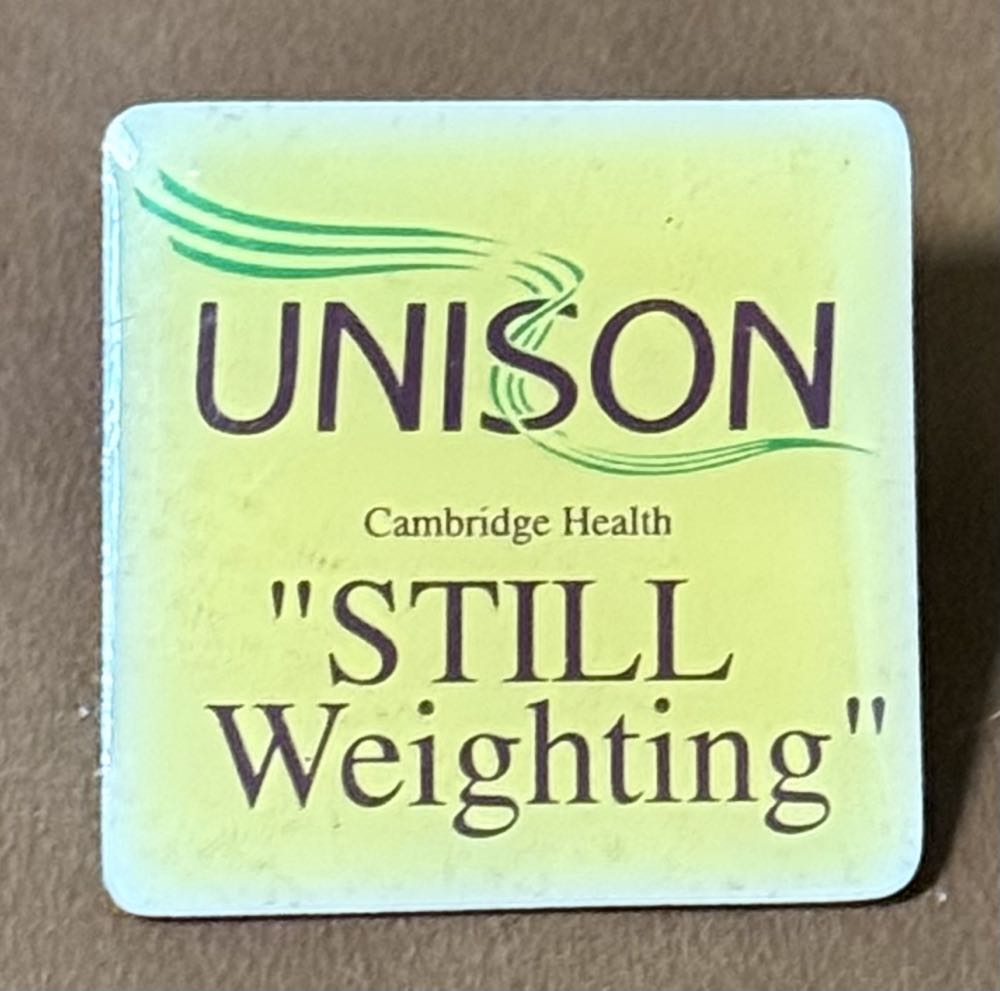 UNISON
Cambridge Health
"STILL
Weighting"